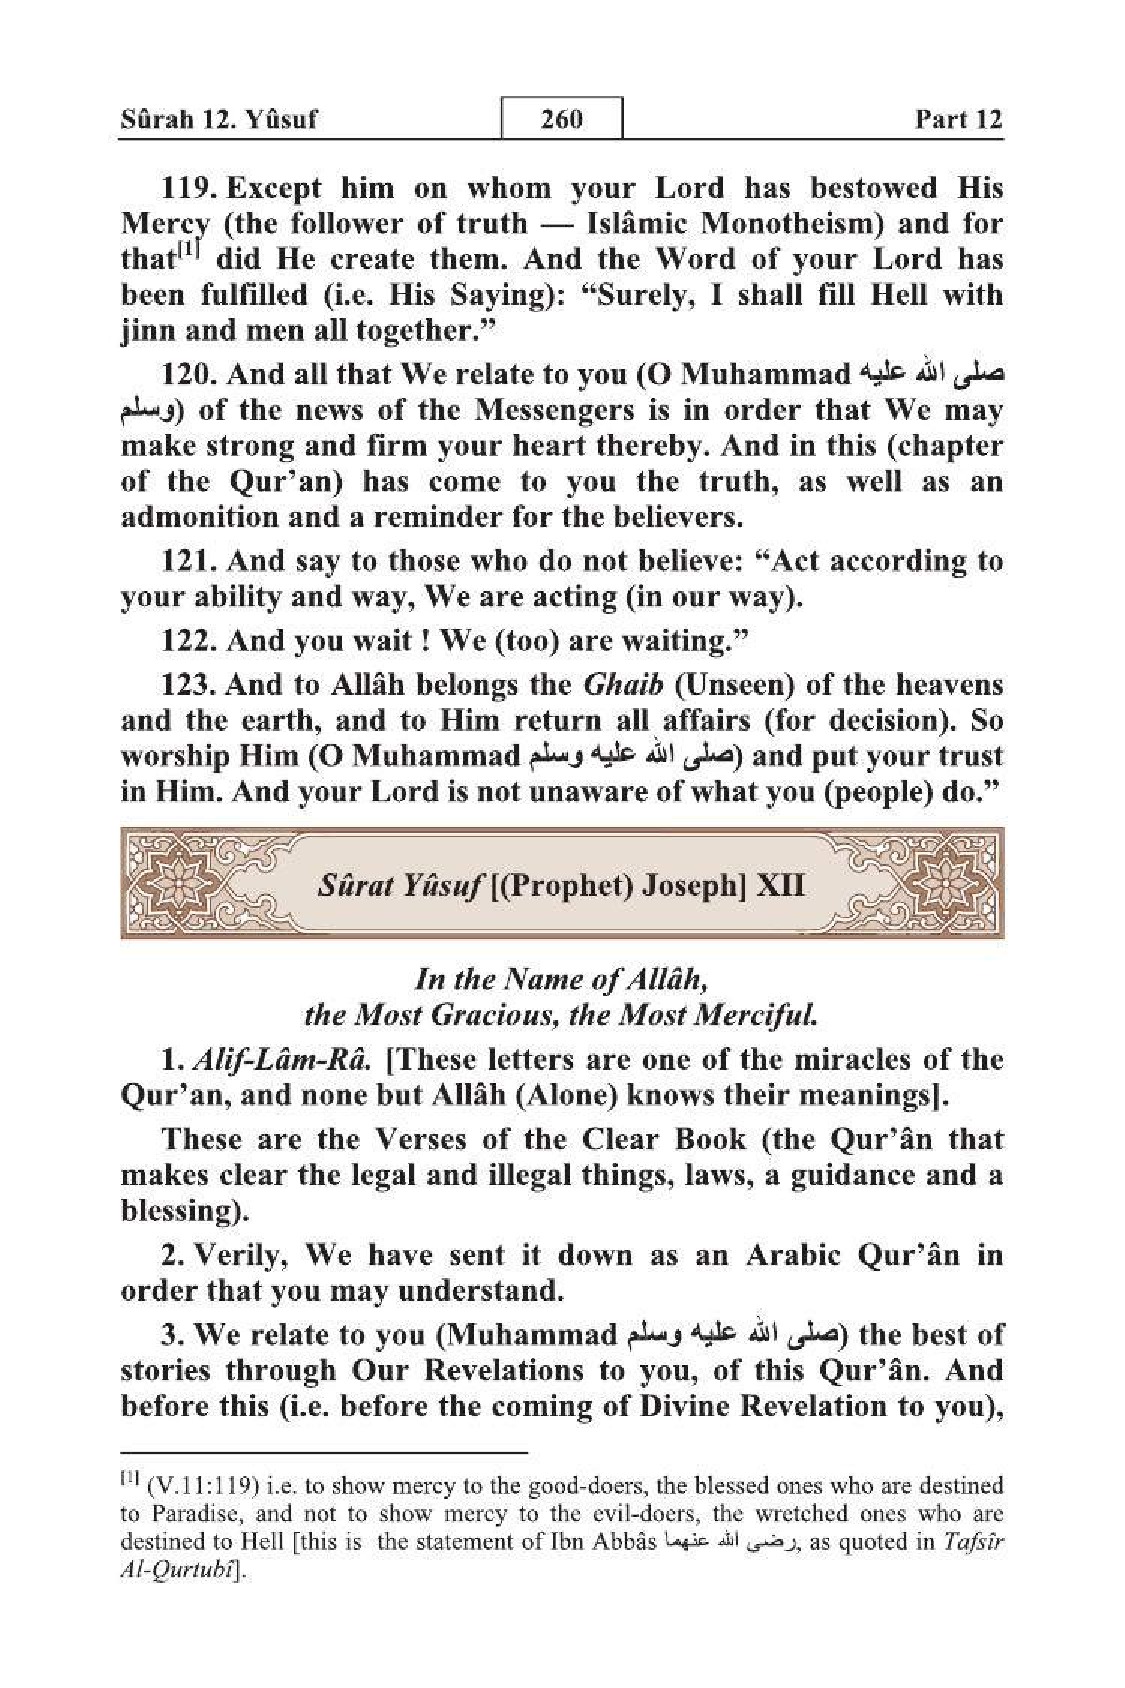 Sûrah 12. Yûsuf 260 Part 12
119. Except him on whom your Lord has bestowed His
Mercy (the follower of truth — Islâmic Monotheism) and for
that[1] did He create them. And the Word of your Lord has
been fulfilled (i.e. His Saying): “Surely, I shall fill Hell with
jinn and men all together.”
120. And all that We relate to you (O Muhammad صلى الله عليه
وسلم) of the news of the Messengers is in order that We may
make strong and firm your heart thereby. And in this (chapter
of the Qur’an) has come to you the truth, as well as an
admonition and a reminder for the believers.
121. And say to those who do not believe: “Act according to
your ability and way, We are acting (in our way).
122. And you wait ! We (too) are waiting.”
123. And to Allâh belongs the Ghaib (Unseen) of the heavens
and the earth, and to Him return all affairs (for decision). So
worship Him (O Muhammad صلى الله عليه وسلم) and put your trust
in Him. And your Lord is not unaware of what you (people) do.”
Sûrat Yûsuf [(Prophet) Joseph] XII
In the Name of Allâh,
the Most Gracious, the Most Merciful.
1. Alif-Lâm-Râ. [These letters are one of the miracles of the
Qur’an, and none but Allâh (Alone) knows their meanings].
These are the Verses of the Clear Book (the Qur’ân that
makes clear the legal and illegal things, laws, a guidance and a
blessing).
2. Verily, We have sent it down as an Arabic Qur’ân in
order that you may understand.
3. We relate to you (Muhammad صلى الله عليه وسلم) the best of
stories through Our Revelations to you, of this Qur’ân. And
before this (i.e. before the coming of Divine Revelation to you),
[1] (V.11:119) i.e. to show mercy to the good-doers, the blessed ones who are destined
to Paradise, and not to show mercy to the evil-doers, the wretched ones who are
destined to Hell [this is the statement of Ibn Abbâs رضى الله عنهما, as quoted in Tafsîr
Al-Qurtubî].